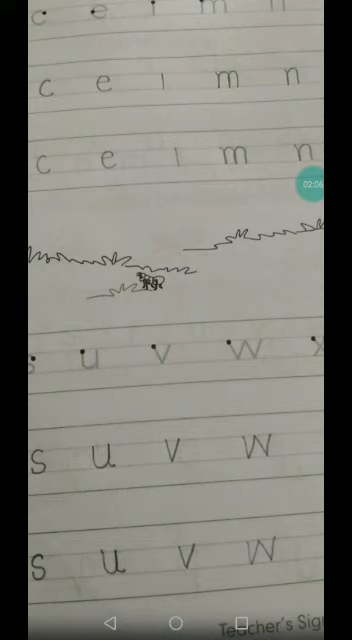 c e i m n
c e l m n
c e l m n
02:06
s u v w x
s u v w
s u v w
Teacher's Sig